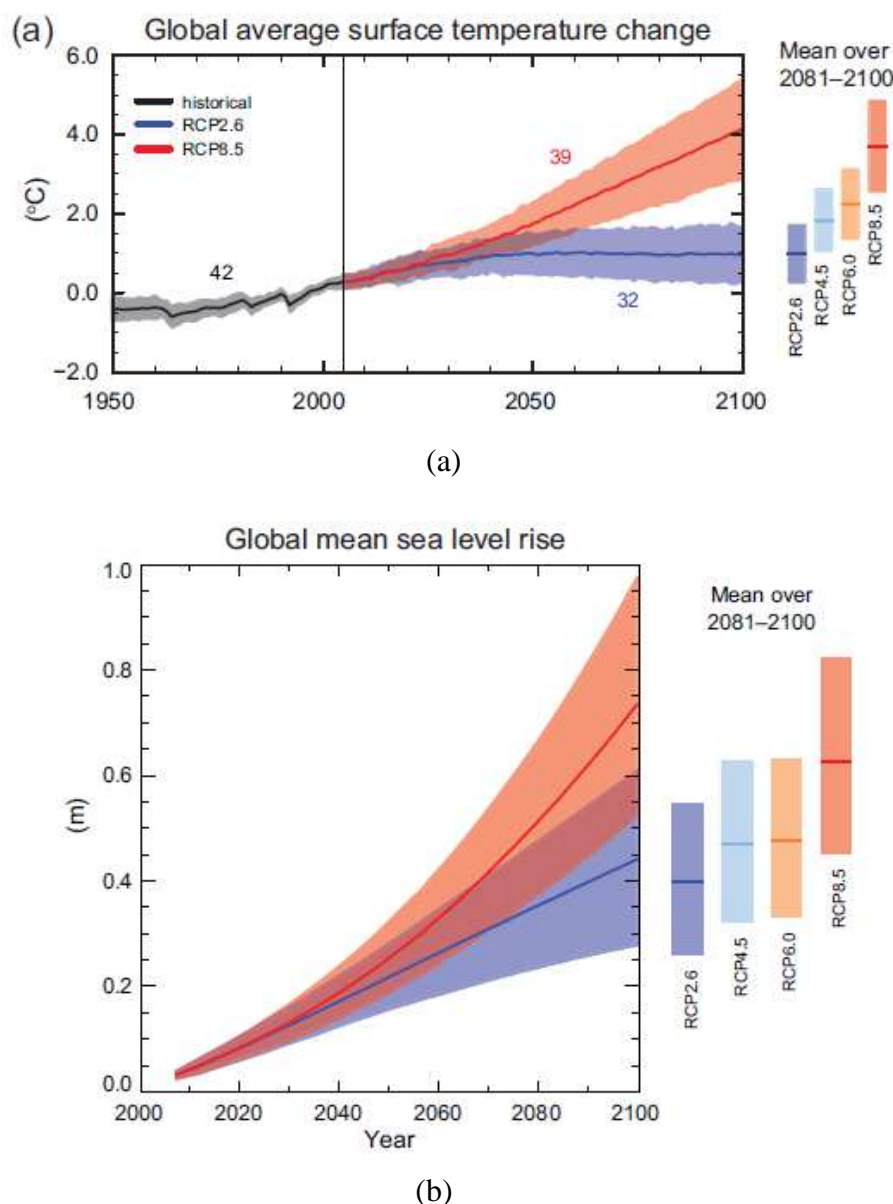 (a) Global average surface temperature change
Mean over
2081–2100
6.0
4.0
2.0
0.0
−2.0
(°C)
historical
RCP2.6
RCP8.5
42
39
32
1950
2000
2050
2100
RCP2.6
RCP4.5
RCP6.0
RCP8.5
(a)
Global mean sea level rise
Mean over
2081–2100
1.0
0.8
0.6
0.4
0.2
0.0
(m)
2000
2020
2040
2060
2080
2100
Year
RCP2.6
RCP4.5
RCP6.0
RCP8.5
(b)